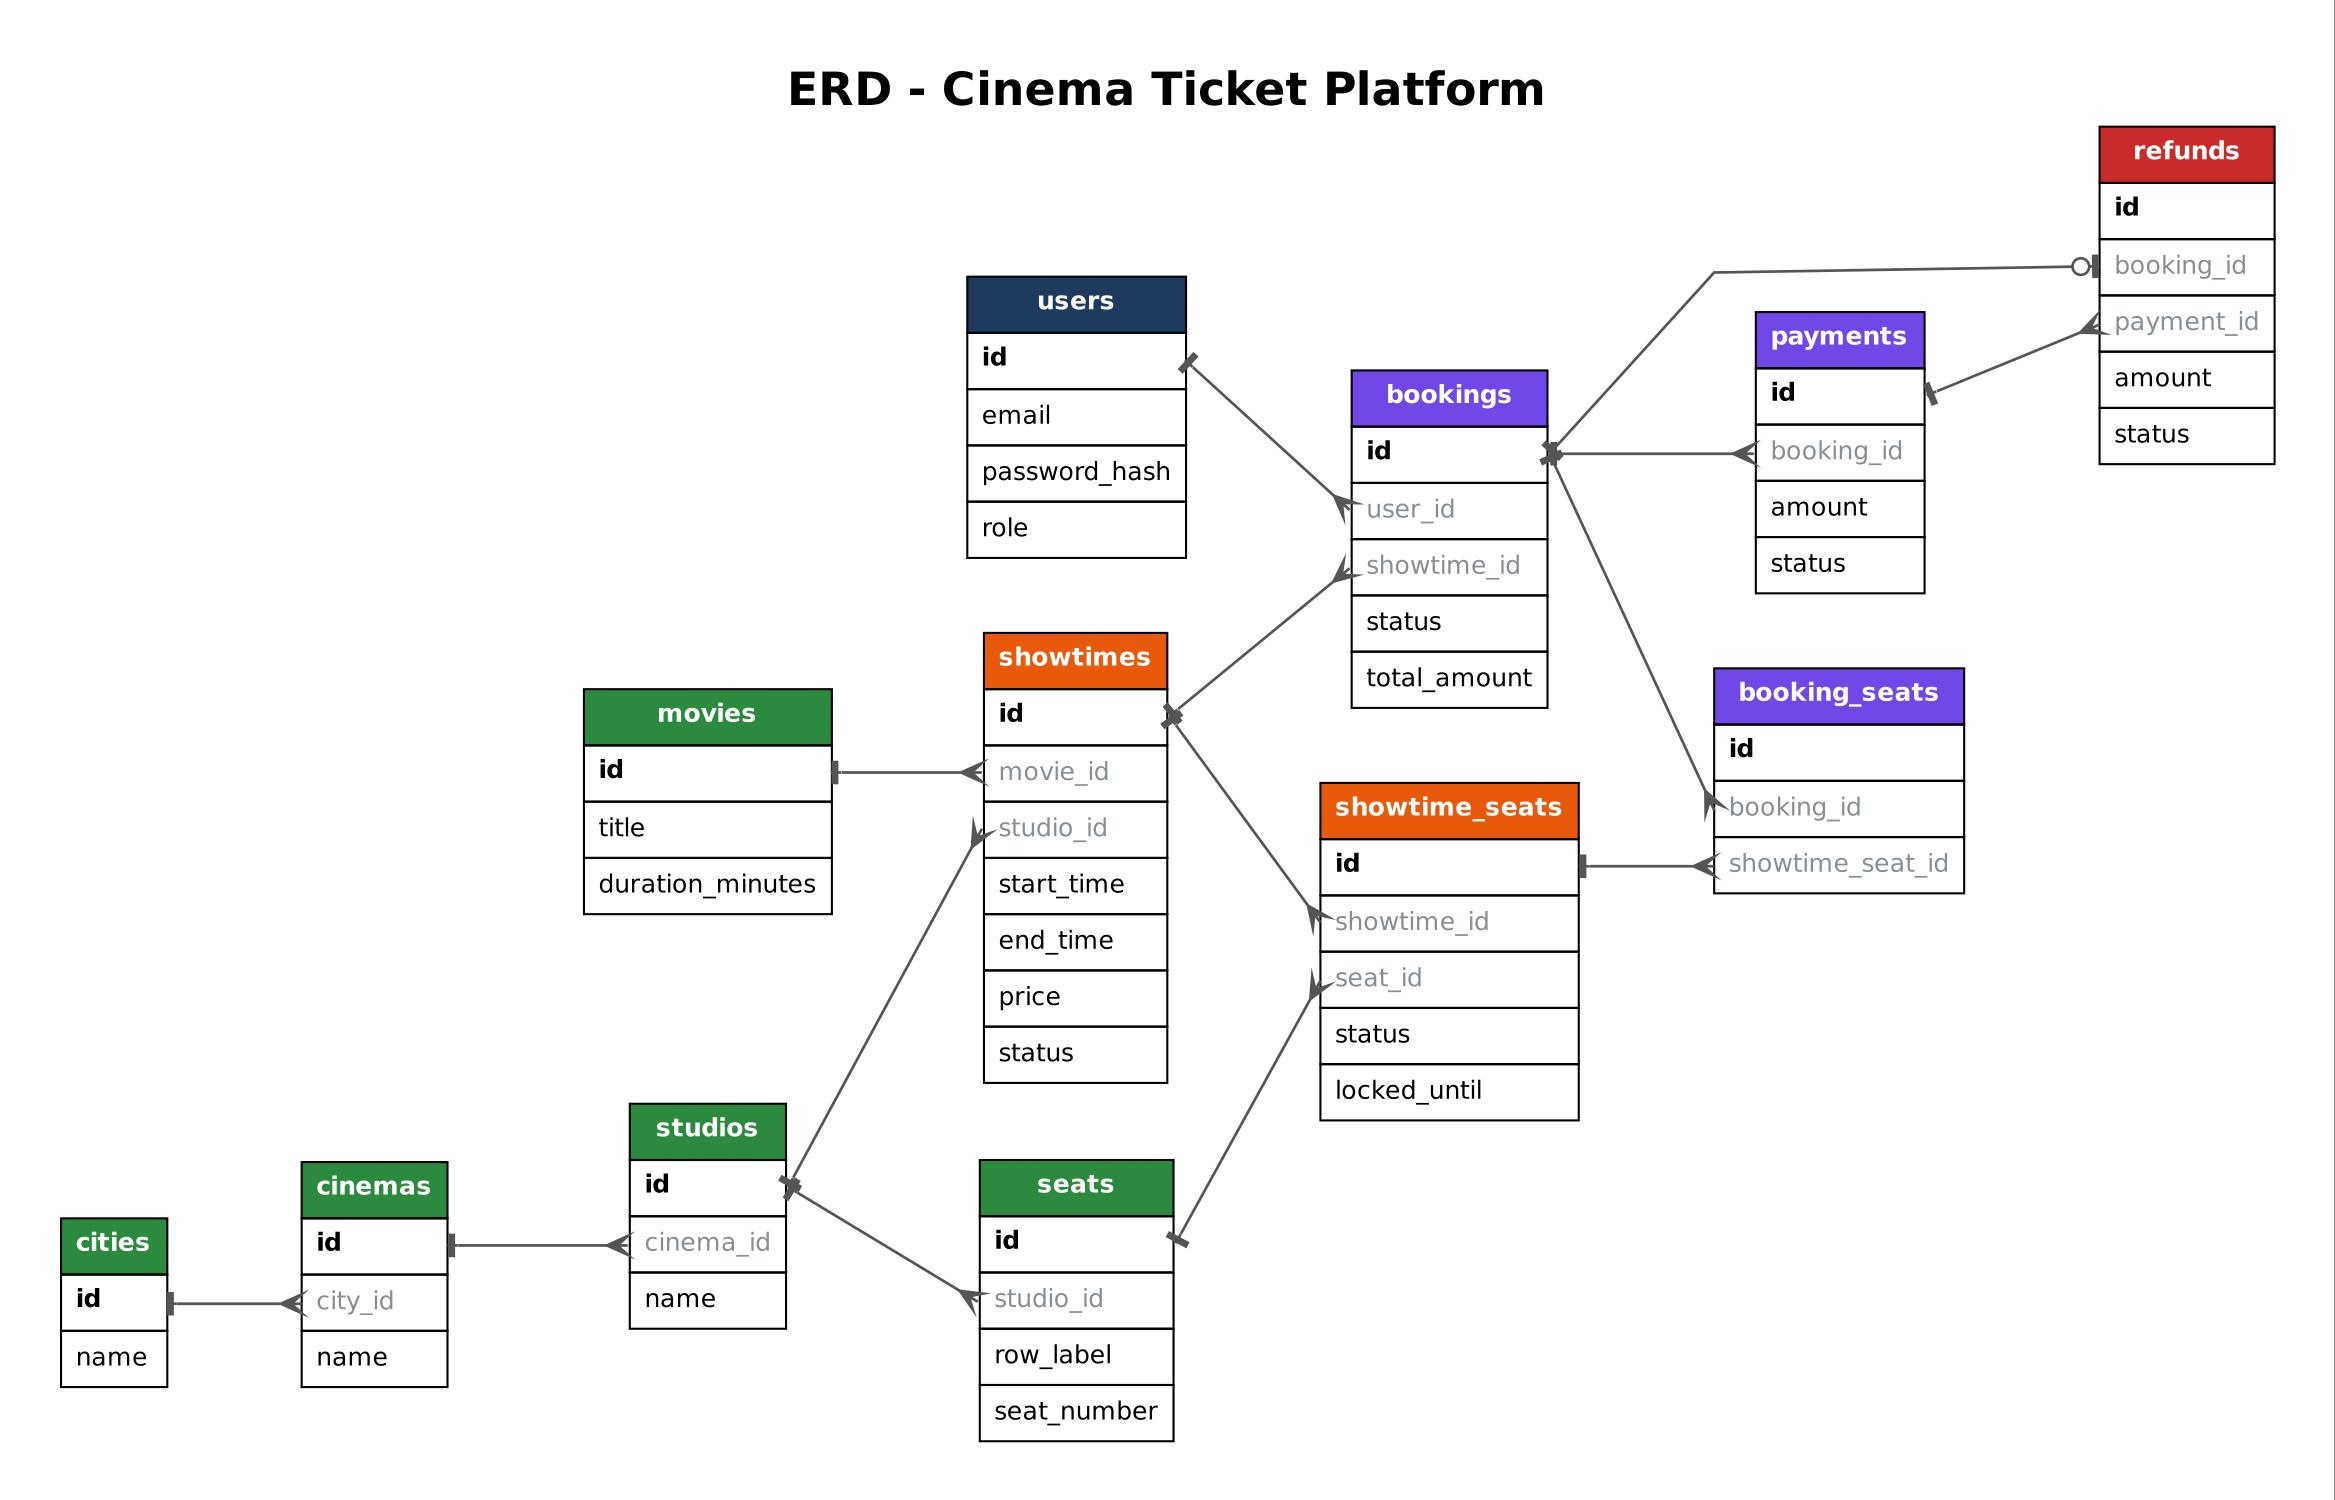 ERD - Cinema Ticket Platform
refunds
id
booking_id
payment_id
amount
status
users
id
email
password_hash
role
bookings
id
user_id
showtime_id
status
total_amount
payments
id
booking_id
amount
status
movies
id
title
duration_minutes
showtimes
id
movie_id
studio_id
start_time
end_time
price
status
showtime_seats
id
showtime_id
seat_id
status
locked_until
booking_seats
id
booking_id
showtime_seat_id
cities
id
name
cinemas
id
city_id
name
studios
id
cinema_id
name
seats
id
studio_id
row_label
seat_number